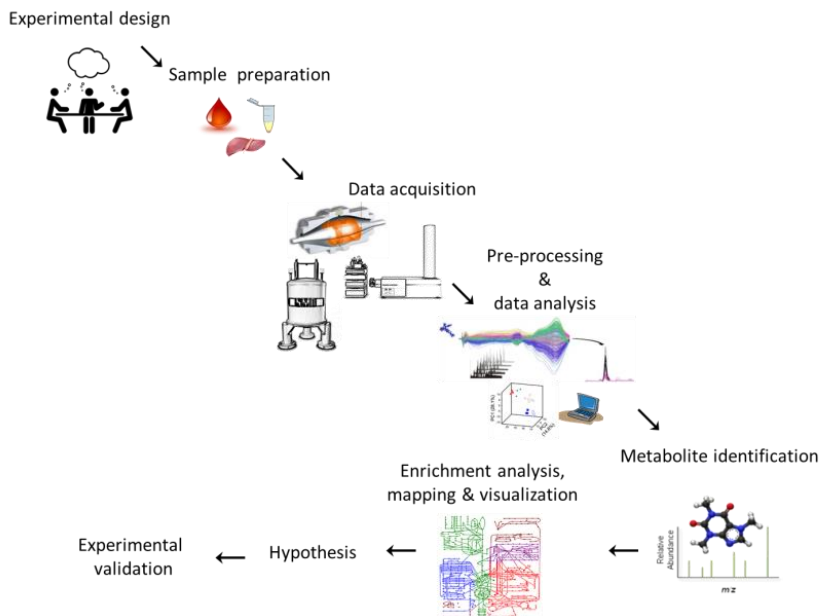 Experimental design
Sample preparation
Data acquisition
Pre-processing
&
data analysis
Metabolite identification
Relative
Abundance
m z
Enrichment analysis,
mapping & visualization
Hypothesis
Experimental
validation